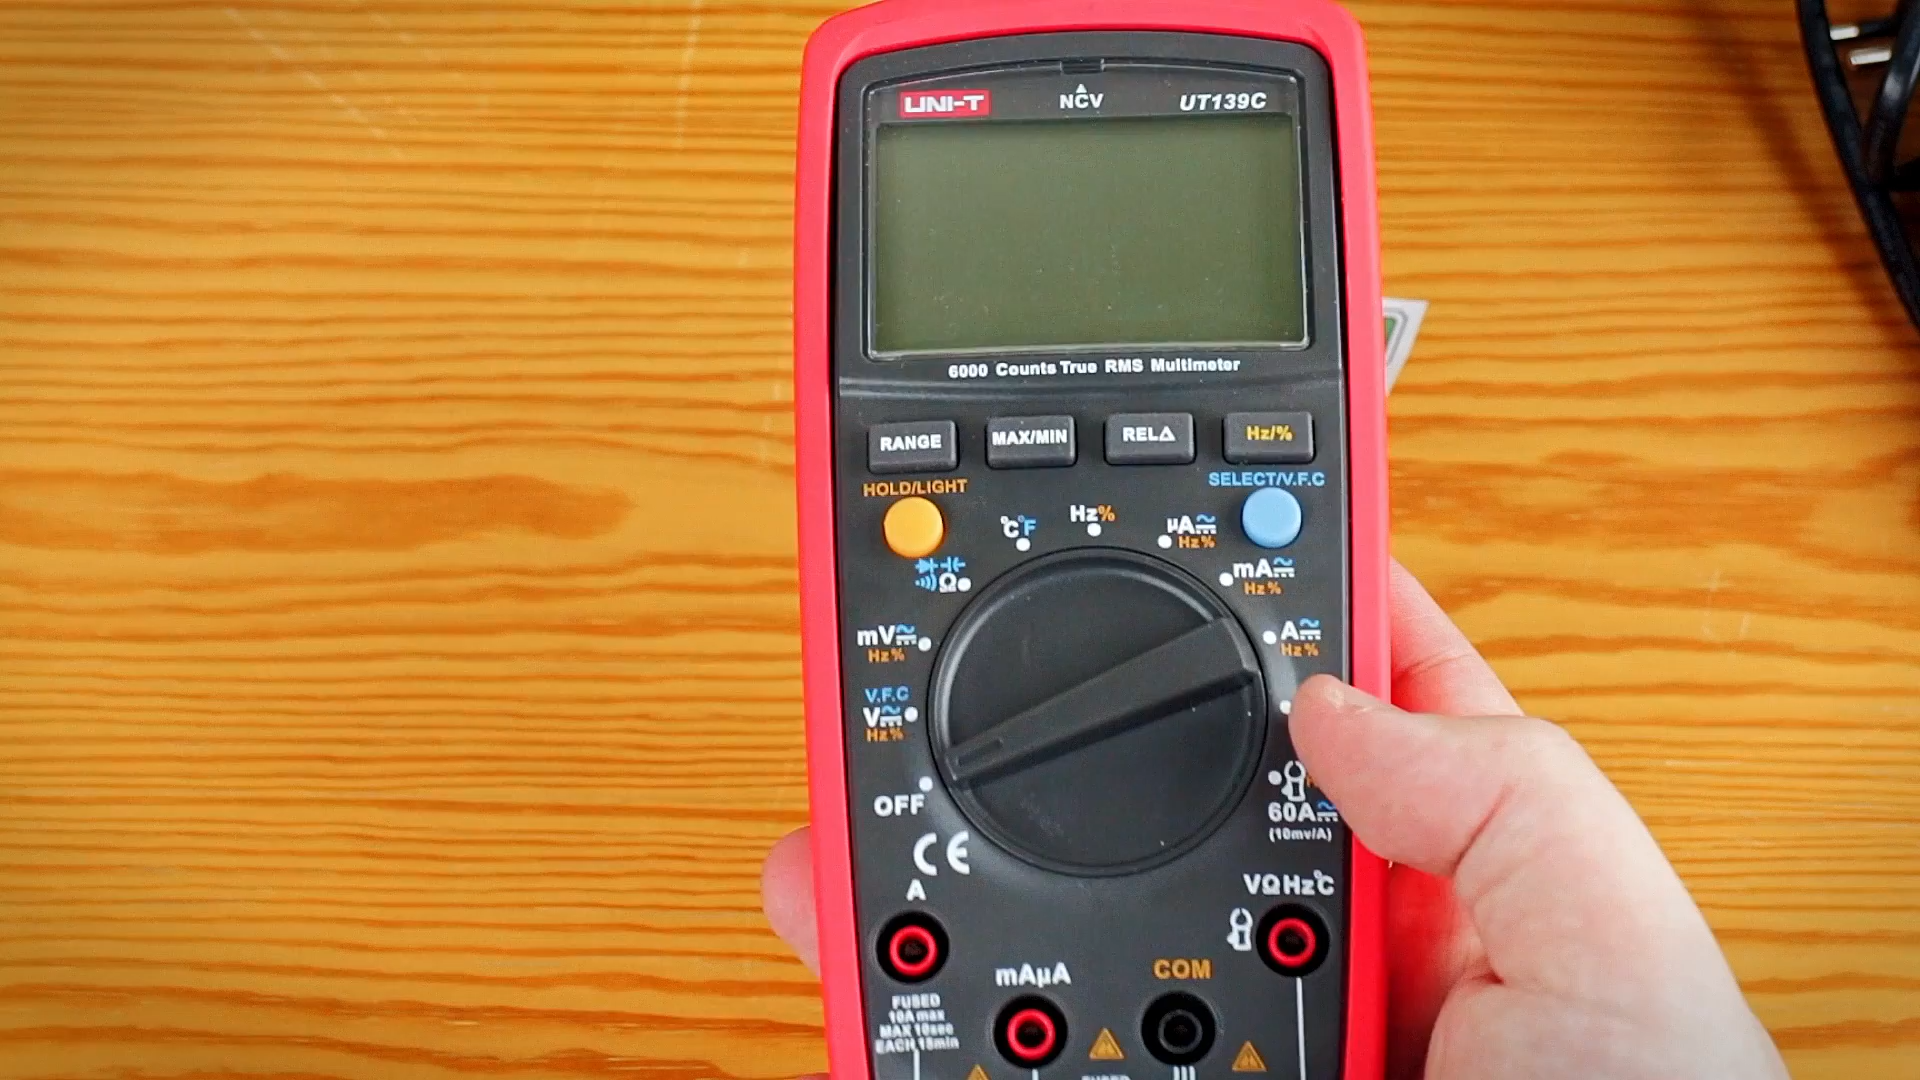 UNI-T
NCV
UT139C
6000 Counts True RMS Multimeter
RANGE
MAX/MIN
REL△
Hz/%
HOLD/LIGHT
SELECT/V.F.C
°C°F
Hz%
µA
Hz%
mA
Hz%
A
Hz%
Ω
mV
Hz%
V.F.C
V
Hz%
OFF
60A
(10mv/A)
CE
A
VΩHz°C
mAµA
COM
FUSED
10A max
MAX 10sec
EACH 15min